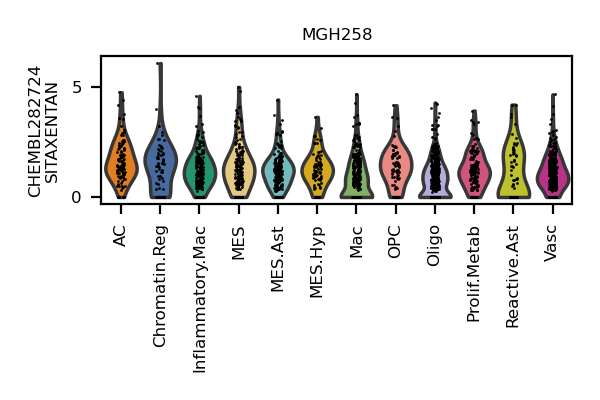 MGH258
CHEMBL282724
SITAXENTAN
5
0
AC
Chromatin.Reg
Inflammatory.Mac
MES
MES.Ast
MES.Hyp
Mac
OPC
Oligo
Prolif.Metab
Reactive.Ast
Vasc